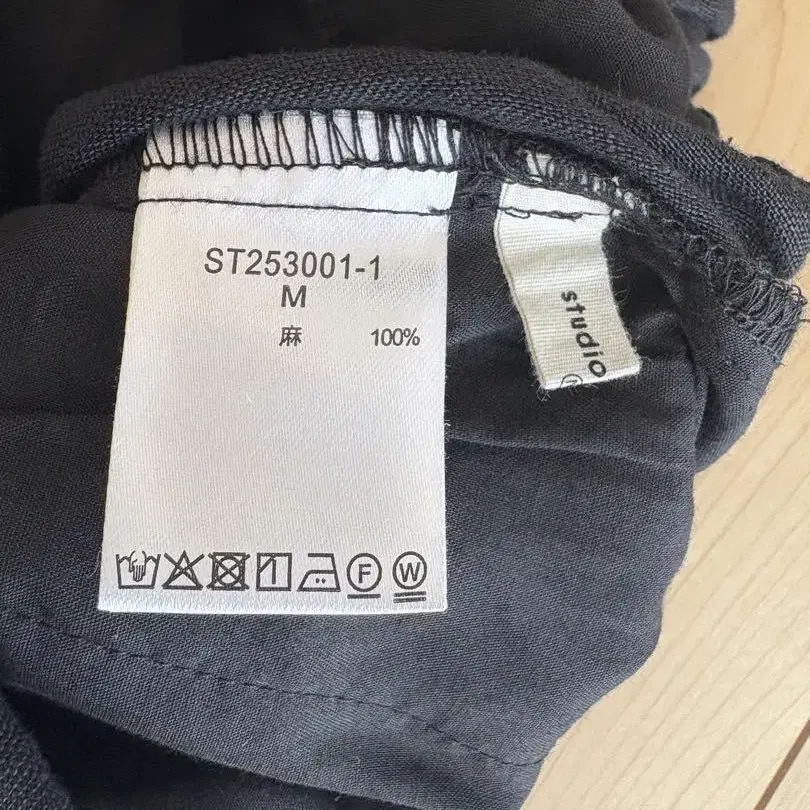 ST253001-1
M
麻 100%
F W
studio